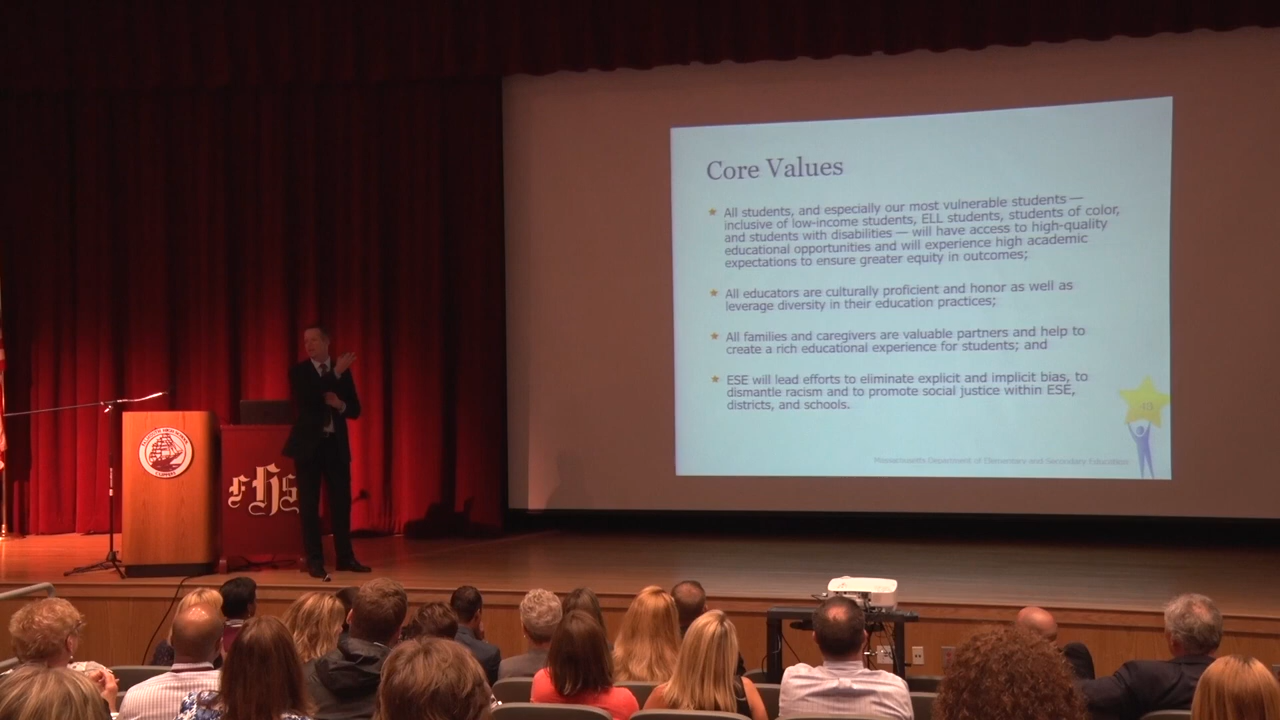 Core Values
All students, and especially our most vulnerable students —
inclusive of low-income students, ELL students, students of color,
and students with disabilities — will have access to high-quality
educational opportunities and will experience high academic
expectations to ensure greater equity in outcomes;
All educators are culturally proficient and honor as well as
leverage diversity in their education practices;
All families and caregivers are valuable partners and help to
create a rich educational experience for students; and
ESE will lead efforts to eliminate explicit and implicit bias, to
dismantle racism and to promote social justice within ESE,
districts, and schools.
Massachusetts Department of Elementary and Secondary Education
CLIPPERS
FHS